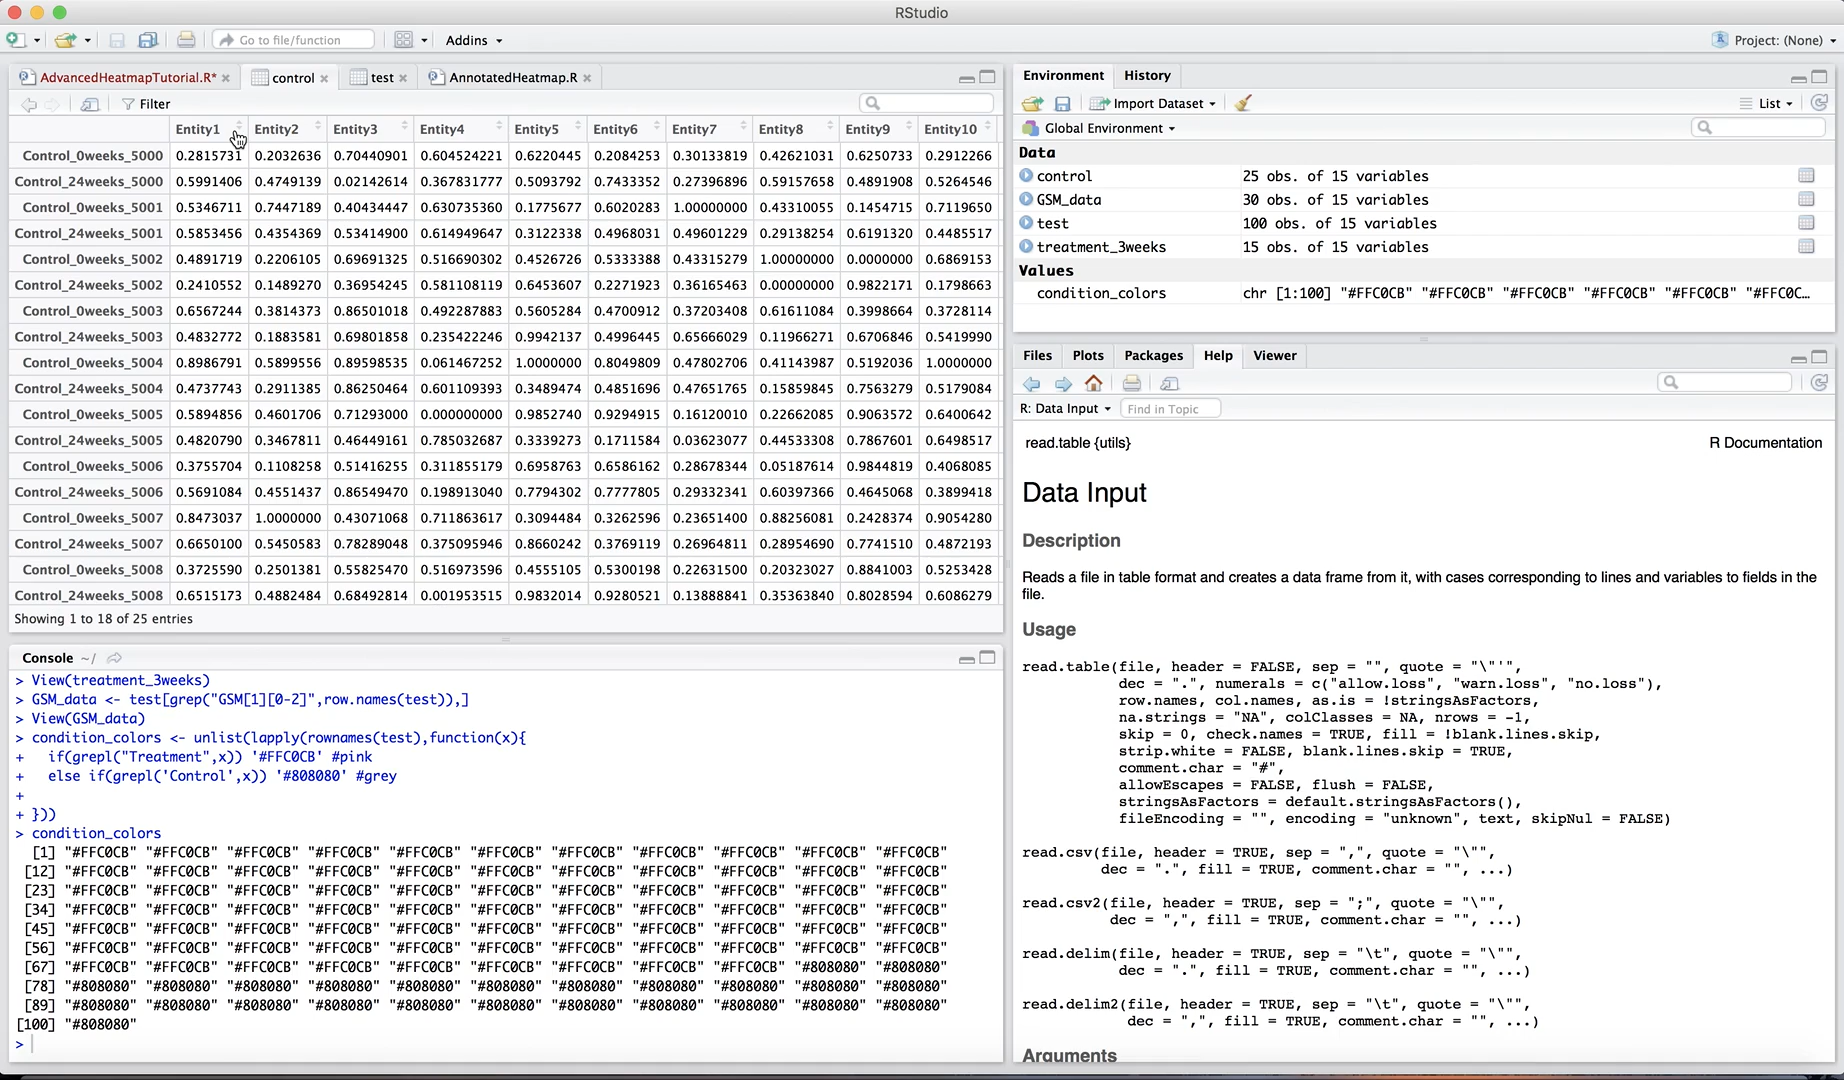 RStudio
Go to file/function
Addins
Project: (None)
AdvancedHeatmapTutorial.R*
control
test
AnnotatedHeatmap.R
Filter
Entity1 Entity2 Entity3 Entity4 Entity5 Entity6 Entity7 Entity8 Entity9 Entity10
Control_0weeks_5000 0.2815731 0.2032636 0.70440901 0.604524221 0.6220445 0.2084253 0.30133819 0.42621031 0.6250733 0.2912266
Control_24weeks_5000 0.5991406 0.4749139 0.02142614 0.367831777 0.5093792 0.7433352 0.27396896 0.59157658 0.4891908 0.5264546
Control_0weeks_5001 0.5346711 0.7447189 0.40434447 0.630735360 0.1775677 0.6020283 1.00000000 0.43310055 0.1454715 0.7119650
Control_24weeks_5001 0.5853456 0.4354369 0.53414900 0.614949647 0.3122338 0.4968031 0.49601229 0.29138254 0.6191320 0.4485517
Control_0weeks_5002 0.4891719 0.2206105 0.69691325 0.516690302 0.4526726 0.5333388 0.43315279 1.00000000 0.0000000 0.6869153
Control_24weeks_5002 0.2410552 0.1489270 0.36954245 0.581108119 0.6453607 0.2271923 0.36165463 0.00000000 0.9822171 0.1798663
Control_0weeks_5003 0.6567244 0.3814373 0.86501018 0.492287883 0.5605284 0.4700912 0.37203408 0.61611084 0.3998664 0.3728114
Control_24weeks_5003 0.4832772 0.1883581 0.69801858 0.235422246 0.9942137 0.4996445 0.65666029 0.11966271 0.6706846 0.5419990
Control_0weeks_5004 0.8986791 0.5899556 0.89598535 0.061467252 1.0000000 0.8049809 0.47802706 0.41143987 0.5192036 1.0000000
Control_24weeks_5004 0.4737743 0.2911385 0.86250464 0.601109393 0.3489474 0.4851696 0.47651765 0.15859845 0.7563279 0.5179084
Control_0weeks_5005 0.5894856 0.4601706 0.71293000 0.000000000 0.9852740 0.9294915 0.16120010 0.22662085 0.9063572 0.6400642
Control_24weeks_5005 0.4820790 0.3467811 0.46449161 0.785032687 0.3339273 0.1711584 0.03623077 0.44533308 0.7867601 0.6498517
Control_0weeks_5006 0.3755704 0.1108258 0.51416255 0.311855179 0.6958763 0.6586162 0.28678344 0.05187614 0.9844819 0.4068085
Control_24weeks_5006 0.5691084 0.4551437 0.86549470 0.198913040 0.7794302 0.7777805 0.29332341 0.60397366 0.4645068 0.3899418
Control_0weeks_5007 0.8473037 1.0000000 0.43071068 0.711863617 0.3094484 0.3262596 0.23651400 0.88256081 0.2428374 0.9054280
Control_24weeks_5007 0.6650100 0.5450583 0.78289048 0.375095946 0.8660242 0.3769119 0.26964811 0.28954690 0.7741510 0.4872193
Control_0weeks_5008 0.3725590 0.2501381 0.55825470 0.516973596 0.4555105 0.5300198 0.22631500 0.20323027 0.8841003 0.5253428
Control_24weeks_5008 0.6515173 0.4882484 0.68492814 0.001953515 0.9832014 0.9280521 0.13888841 0.35363840 0.8028594 0.6086279
Showing 1 to 18 of 25 entries
Console ~/
> View(treatment_3weeks)
> GSM_data <- test[grep("GSM[1][0-2]",row.names(test)),]
> View(GSM_data)
> condition_colors <- unlist(lapply(rownames(test),function(x){
+ if(grepl("Treatment",x)) '#FFC0CB' #pink
+ else if(grepl('Control',x)) '#808080' #grey
+
+ }))
> condition_colors
[1] "#FFC0CB" "#FFC0CB" "#FFC0CB" "#FFC0CB" "#FFC0CB" "#FFC0CB" "#FFC0CB" "#FFC0CB" "#FFC0CB" "#FFC0CB" "#FFC0CB"
[12] "#FFC0CB" "#FFC0CB" "#FFC0CB" "#FFC0CB" "#FFC0CB" "#FFC0CB" "#FFC0CB" "#FFC0CB" "#FFC0CB" "#FFC0CB" "#FFC0CB"
[23] "#FFC0CB" "#FFC0CB" "#FFC0CB" "#FFC0CB" "#FFC0CB" "#FFC0CB" "#FFC0CB" "#FFC0CB" "#FFC0CB" "#FFC0CB" "#FFC0CB"
[34] "#FFC0CB" "#FFC0CB" "#FFC0CB" "#FFC0CB" "#FFC0CB" "#FFC0CB" "#FFC0CB" "#FFC0CB" "#FFC0CB" "#FFC0CB" "#FFC0CB"
[45] "#FFC0CB" "#FFC0CB" "#FFC0CB" "#FFC0CB" "#FFC0CB" "#FFC0CB" "#FFC0CB" "#FFC0CB" "#FFC0CB" "#FFC0CB" "#FFC0CB"
[56] "#FFC0CB" "#FFC0CB" "#FFC0CB" "#FFC0CB" "#FFC0CB" "#FFC0CB" "#FFC0CB" "#FFC0CB" "#FFC0CB" "#FFC0CB" "#FFC0CB"
[67] "#FFC0CB" "#FFC0CB" "#FFC0CB" "#FFC0CB" "#FFC0CB" "#FFC0CB" "#FFC0CB" "#FFC0CB" "#FFC0CB" "#808080" "#808080"
[78] "#808080" "#808080" "#808080" "#808080" "#808080" "#808080" "#808080" "#808080" "#808080" "#808080" "#808080"
[89] "#808080" "#808080" "#808080" "#808080" "#808080" "#808080" "#808080" "#808080" "#808080" "#808080" "#808080"
[100] "#808080"
>
Environment History
Import Dataset
List
Global Environment
Data
control 25 obs. of 15 variables
GSM_data 30 obs. of 15 variables
test 100 obs. of 15 variables
treatment_3weeks 15 obs. of 15 variables
Values
condition_colors chr [1:100] "#FFC0CB" "#FFC0CB" "#FFC0CB" "#FFC0CB" "#FFC0CB" "#FFC0C...
Files Plots Packages Help Viewer
R: Data Input
Find in Topic
read.table {utils}
R Documentation
Data Input
Description
Reads a file in table format and creates a data frame from it, with cases corresponding to lines and variables to fields in the
file.
Usage
read.table(file, header = FALSE, sep = "", quote = "\"'",
dec = ".", numerals = c("allow.loss", "warn.loss", "no.loss"),
row.names, col.names, as.is = !stringsAsFactors,
na.strings = "NA", colClasses = NA, nrows = -1,
skip = 0, check.names = TRUE, fill = !blank.lines.skip,
strip.white = FALSE, blank.lines.skip = TRUE,
comment.char = "#",
allowEscapes = FALSE, flush = FALSE,
stringsAsFactors = default.stringsAsFactors(),
fileEncoding = "", encoding = "unknown", text, skipNul = FALSE)
read.csv(file, header = TRUE, sep = ",", quote = "\"",
dec = ".", fill = TRUE, comment.char = "", ...)
read.csv2(file, header = TRUE, sep = ";", quote = "\"",
dec = ",", fill = TRUE, comment.char = "", ...)
read.delim(file, header = TRUE, sep = "\t", quote = "\"",
dec = ".", fill = TRUE, comment.char = "", ...)
read.delim2(file, header = TRUE, sep = "\t", quote = "\"",
dec = ",", fill = TRUE, comment.char = "", ...)
Arguments